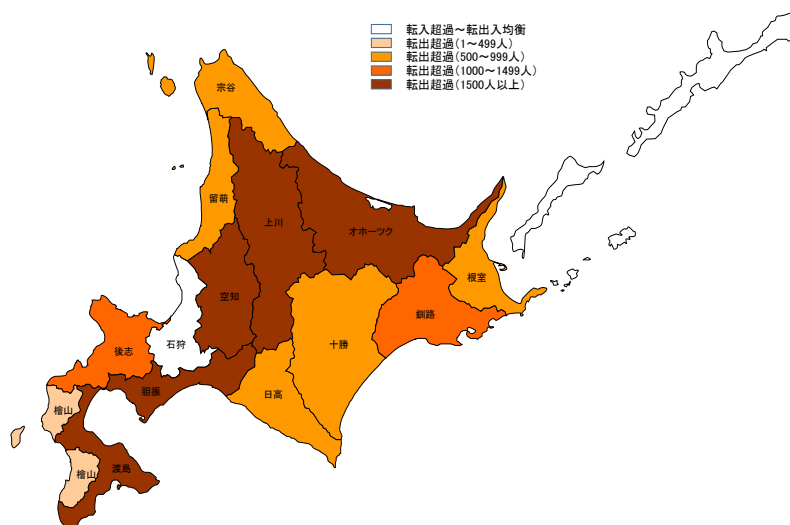 転入超過～転出入均衡
転出超過(1～499人)
転出超過(500～999人)
転出超過(1000～1499人)
転出超過(1500人以上)
宗谷
留萌
上川
オホーツク
根室
空知
釧路
石狩
十勝
後志
胆振
日高
檜山
檜山
渡島